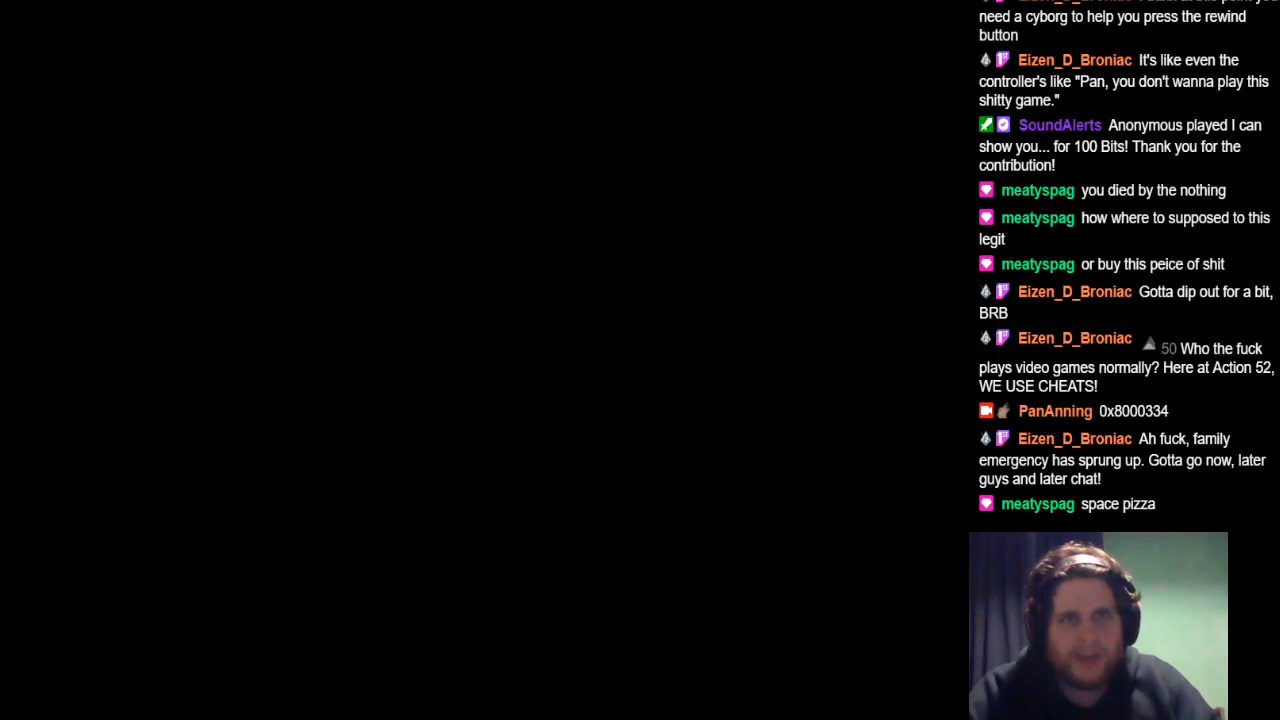 need a cyborg to help you press the rewind
button
Eizen_D_Broniac It's like even the
controller's like "Pan, you don't wanna play this
shitty game."
SoundAlerts Anonymous played I can
show you... for 100 Bits! Thank you for the
contribution!
meatyspag you died by the nothing
meatyspag how where to supposed to this
legit
meatyspag or buy this peice of shit
Eizen_D_Broniac Gotta dip out for a bit,
BRB
Eizen_D_Broniac 50 Who the fuck
plays video games normally? Here at Action 52,
WE USE CHEATS!
PanAnning 0x8000334
Eizen_D_Broniac Ah fuck, family
emergency has sprung up. Gotta go now, later
guys and later chat!
meatyspag space pizza